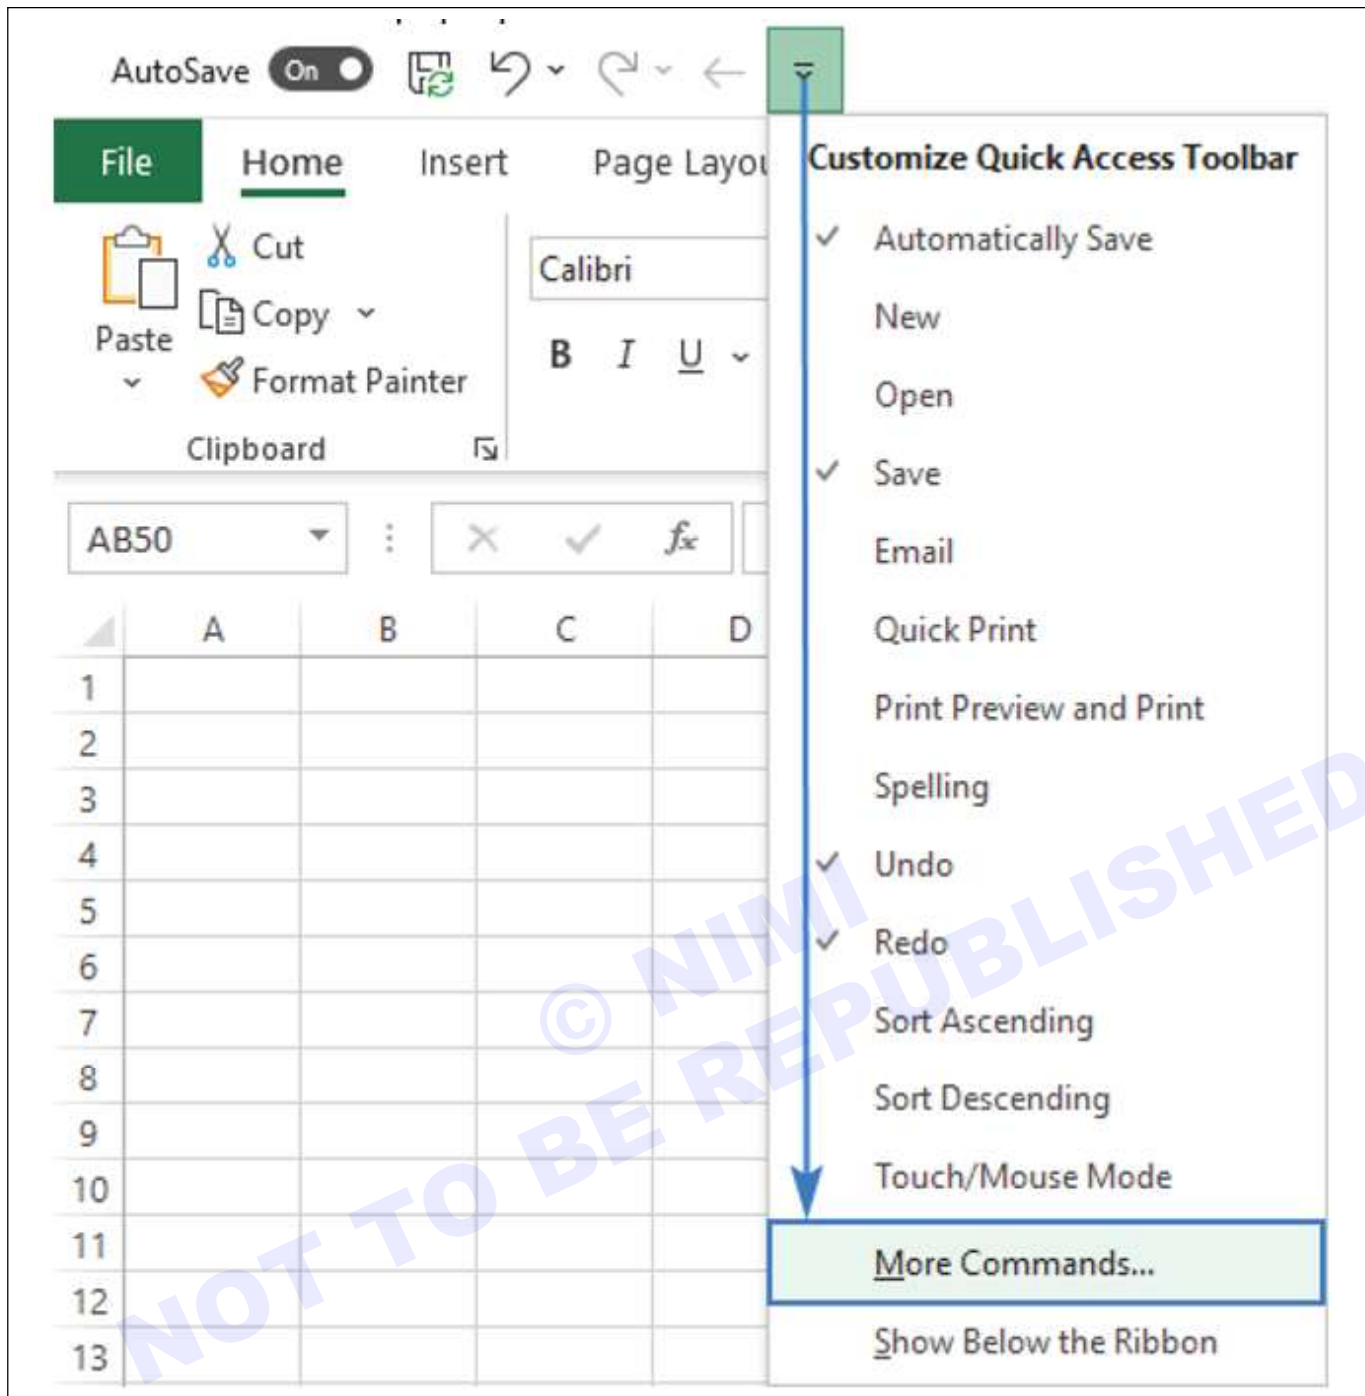 AutoSave On
File Home Insert Page Layou
Customize Quick Access Toolbar
Automatically Save
New
Open
Save
Email
Quick Print
Print Preview and Print
Spelling
Undo
Redo
Sort Ascending
Sort Descending
Touch/Mouse Mode
More Commands...
Show Below the Ribbon
Cut
Copy
Paste
Format Painter
Clipboard
Calibri
B I U
AB50
fx
A B C D
1
2
3
4
5
6
7
8
9
10
11
12
13
© NIMI
NOT TO BE REPUBLISHED